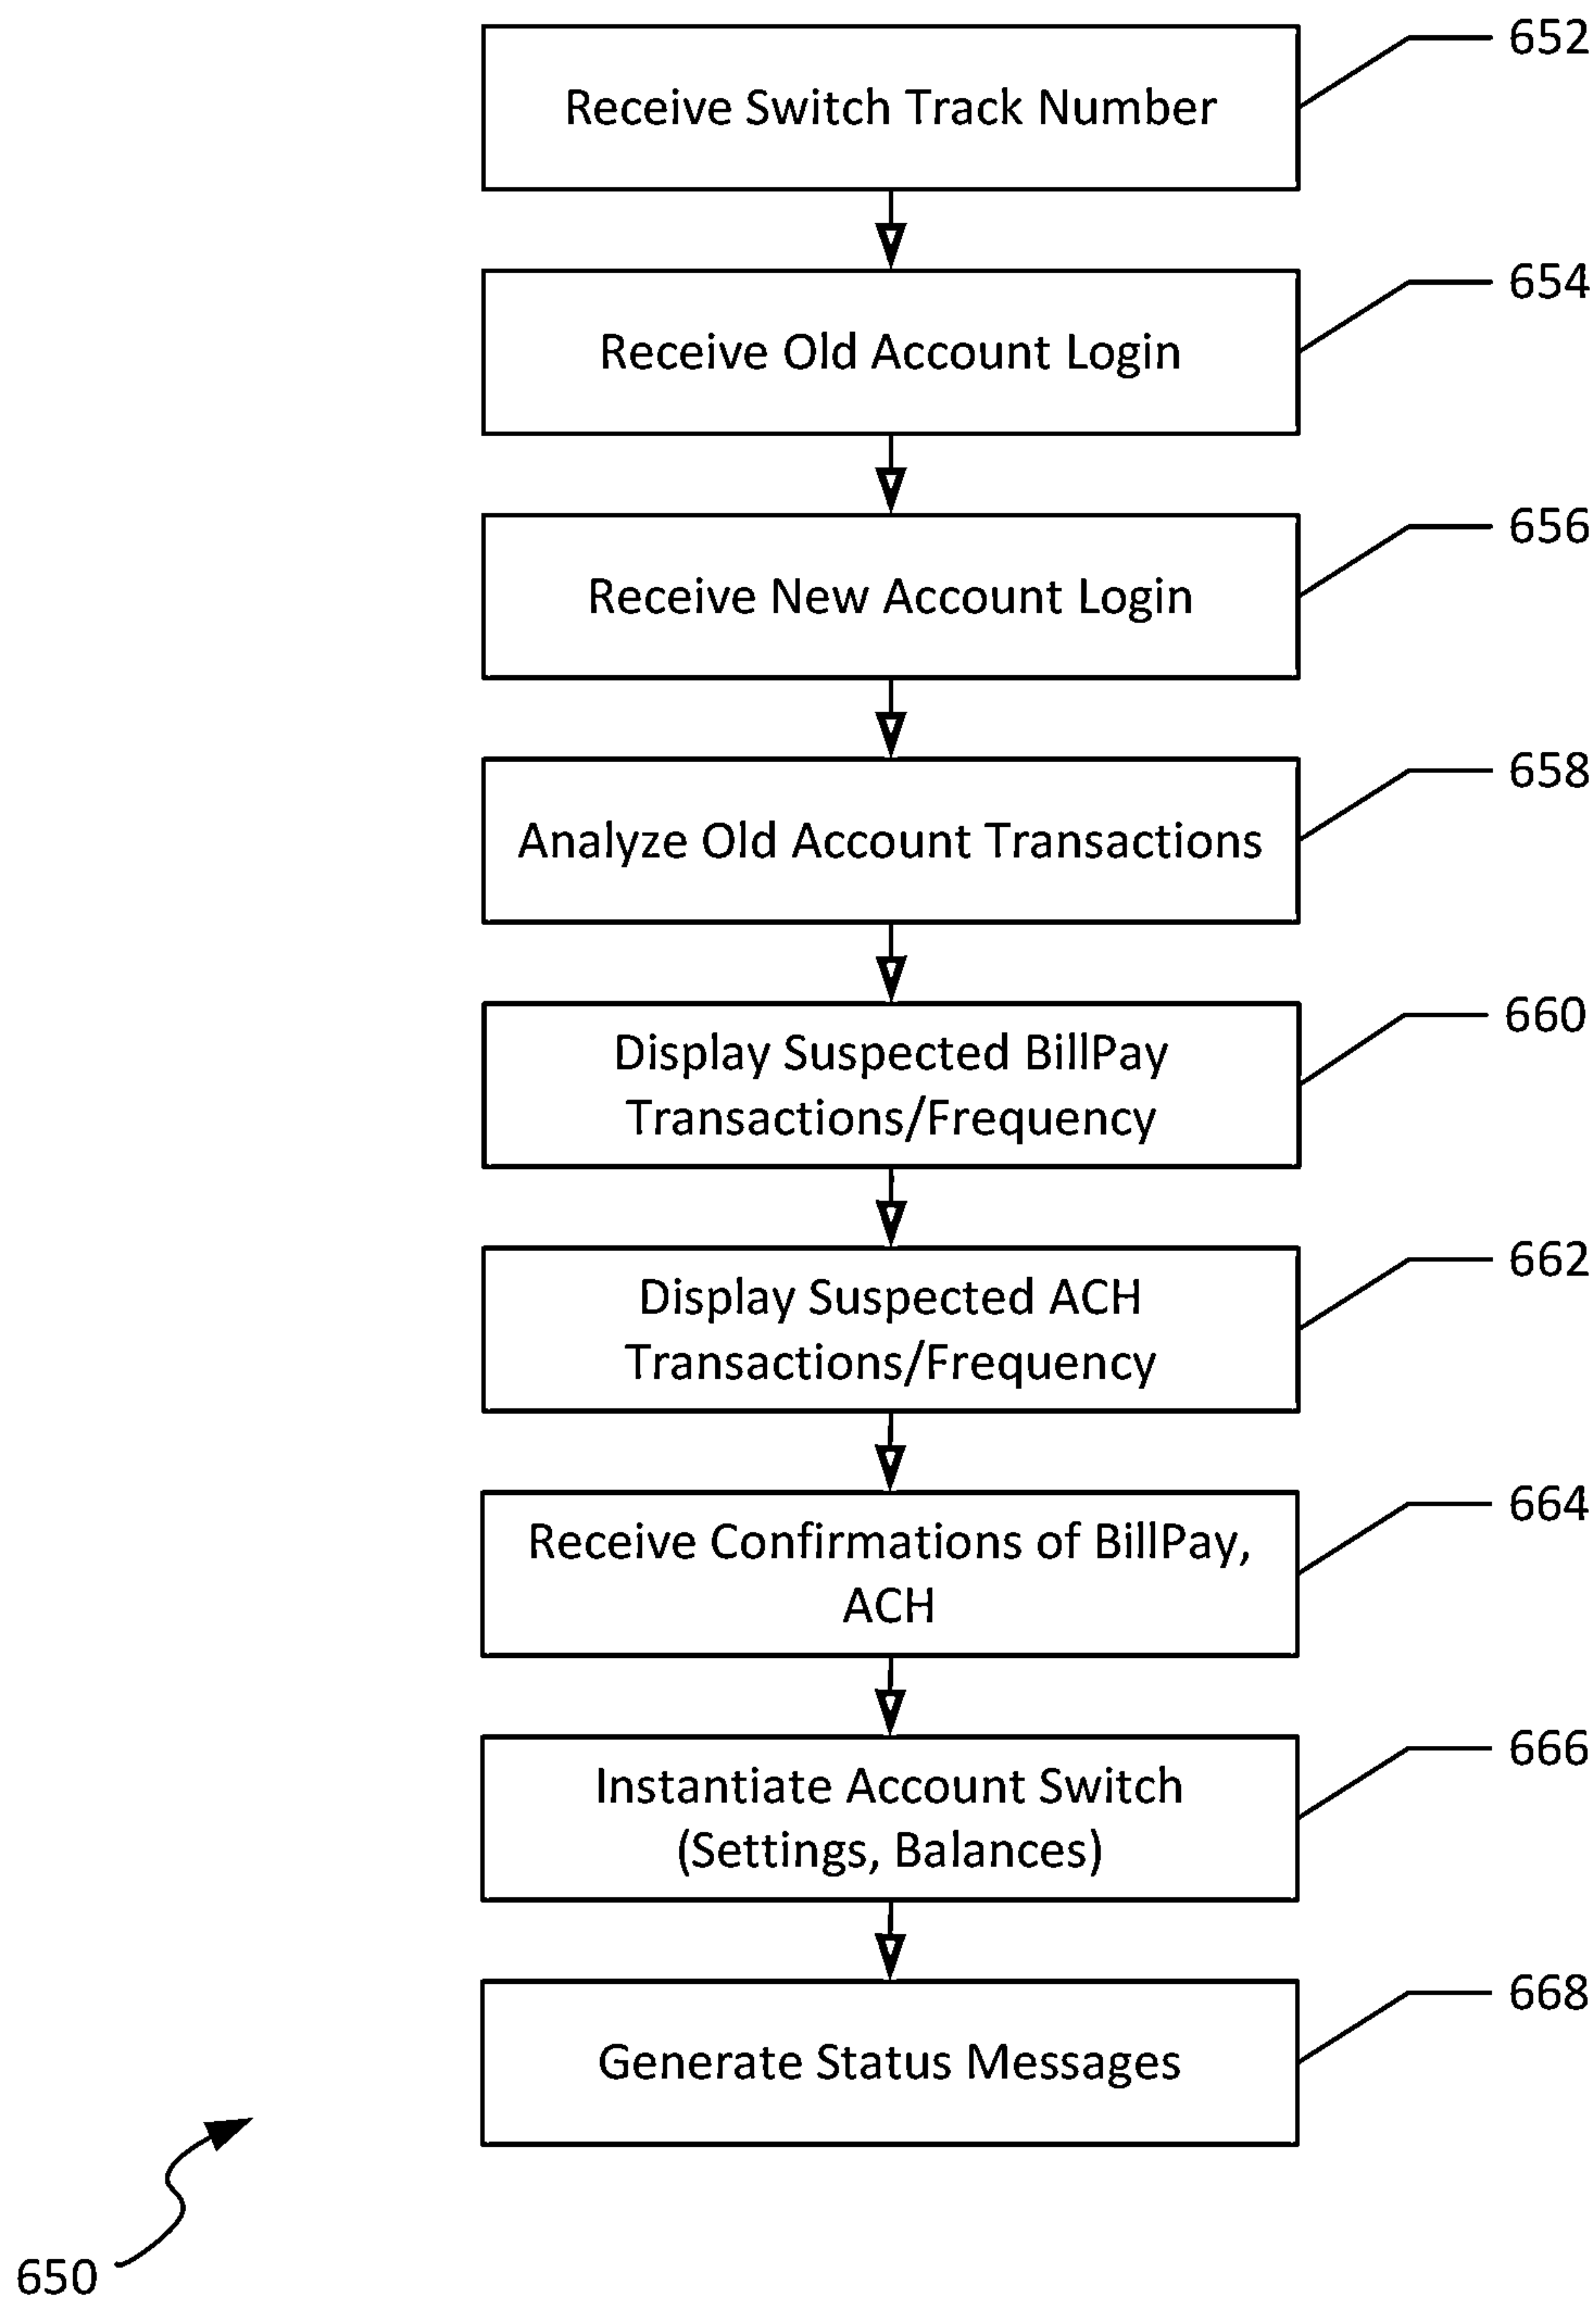 652
Receive Switch Track Number
654
Receive Old Account Login
656
Receive New Account Login
658
Analyze Old Account Transactions
660
Display Suspected BillPay
Transactions/Frequency
662
Display Suspected ACH
Transactions/Frequency
664
Receive Confirmations of BillPay,
ACH
666
Instantiate Account Switch
(Settings, Balances)
668
Generate Status Messages
650